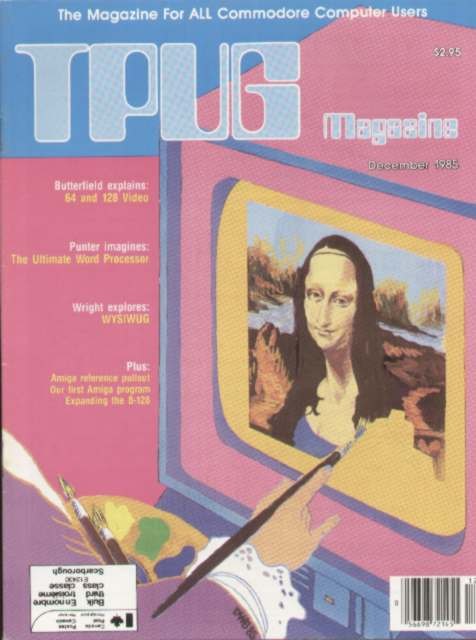 The Magazine For ALL Commodore Computer Users
TPUG
$2.95
Magazine
December 1985
Butterfield explains:
64 and 128 Video
Punter imagines:
The Ultimate Word Processor
Wright explores:
WYSIWUG
Plus:
Amiga reference pullout
Our first Amiga program
Expanding the B-128
Canada
Post
Postes
Canada
Bulk
third
class
En nombre
troisième
classe
Scarborough